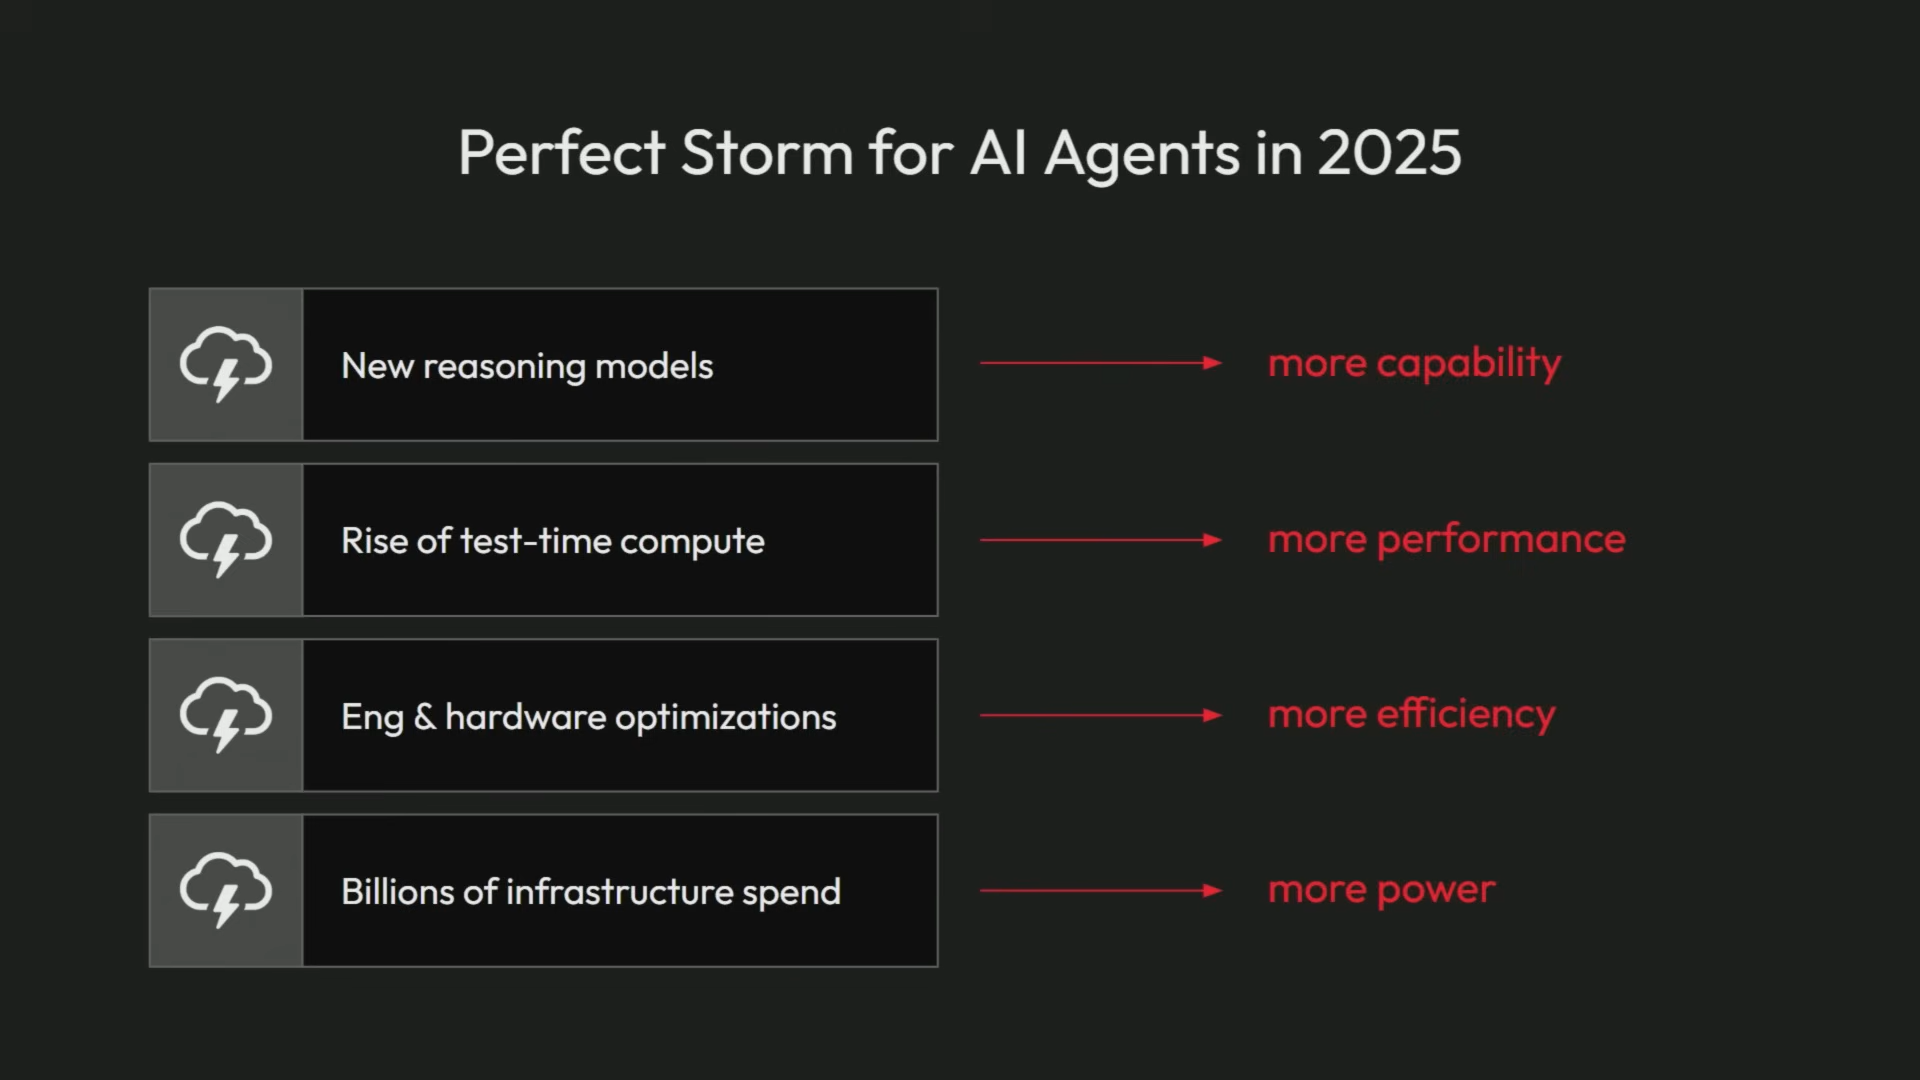 Perfect Storm for AI Agents in 2025
New reasoning models
more capability
Rise of test-time compute
more performance
Eng & hardware optimizations
more efficiency
Billions of infrastructure spend
more power